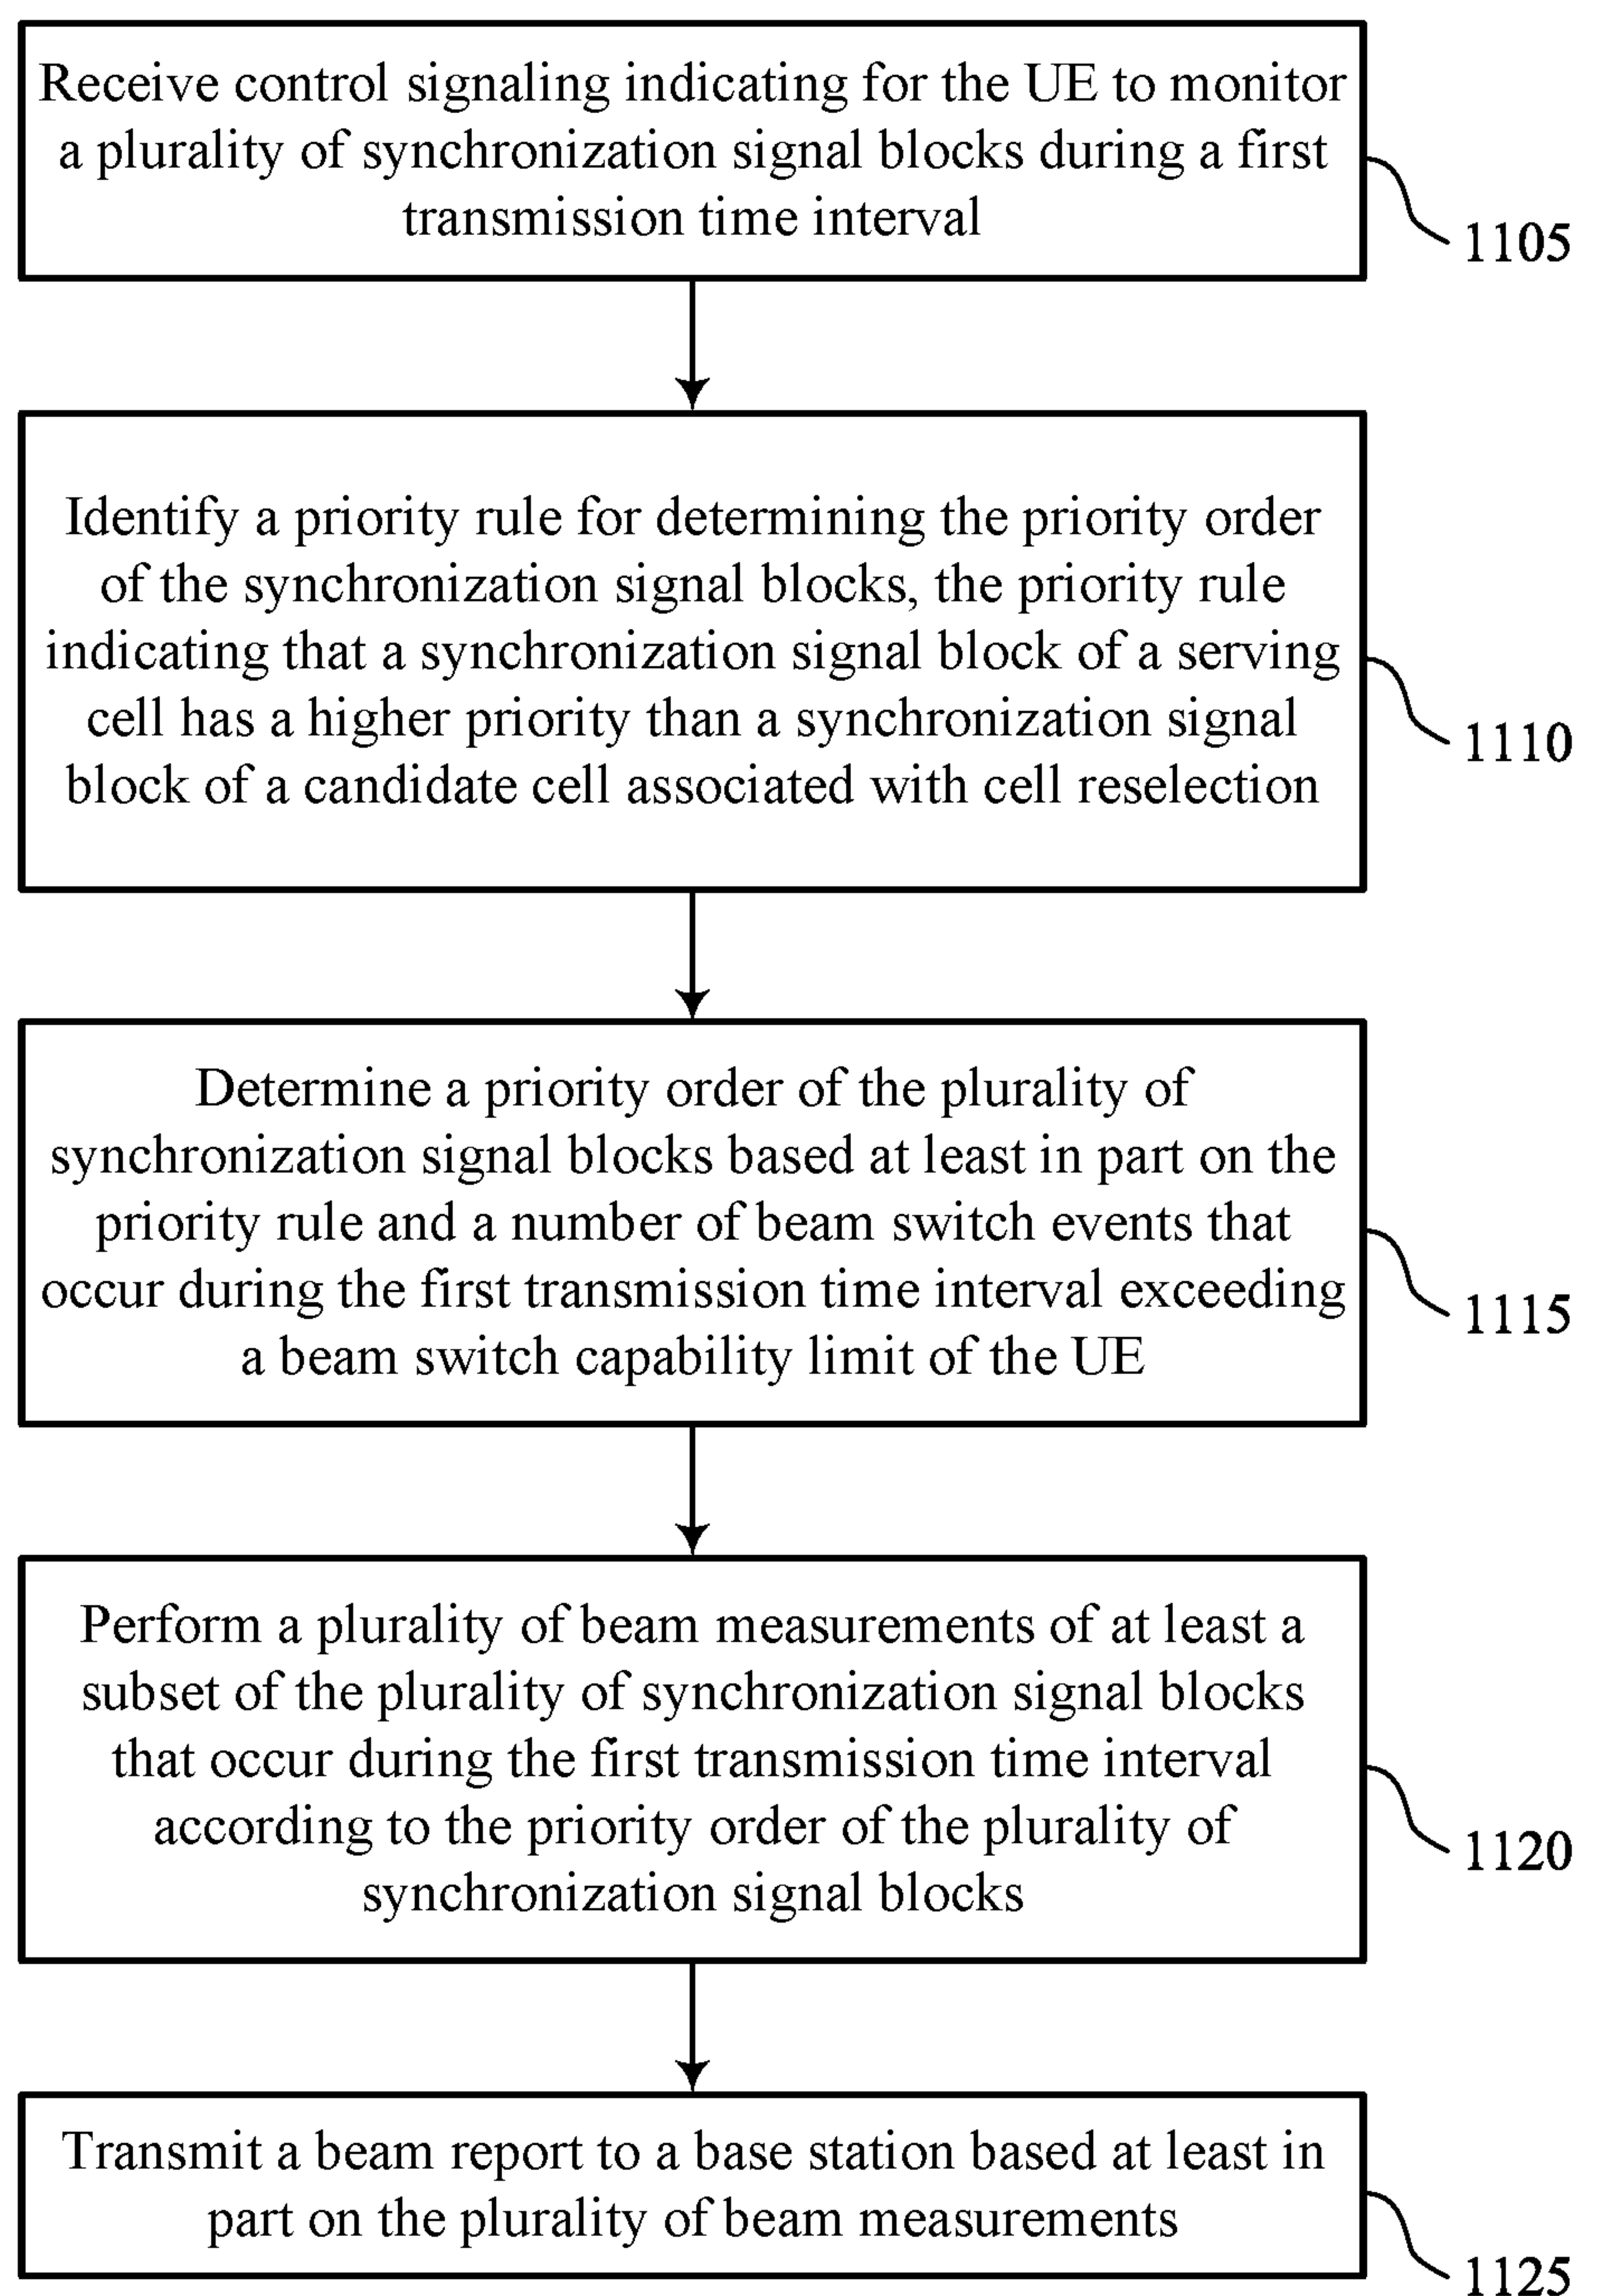 Receive control signaling indicating for the UE to monitor
a plurality of synchronization signal blocks during a first
transmission time interval
1105
Identify a priority rule for determining the priority order
of the synchronization signal blocks, the priority rule
indicating that a synchronization signal block of a serving
cell has a higher priority than a synchronization signal
block of a candidate cell associated with cell reselection
1110
Determine a priority order of the plurality of
synchronization signal blocks based at least in part on the
priority rule and a number of beam switch events that
occur during the first transmission time interval exceeding
a beam switch capability limit of the UE
1115
Perform a plurality of beam measurements of at least a
subset of the plurality of synchronization signal blocks
that occur during the first transmission time interval
according to the priority order of the plurality of
synchronization signal blocks
1120
Transmit a beam report to a base station based at least in
part on the plurality of beam measurements
1125